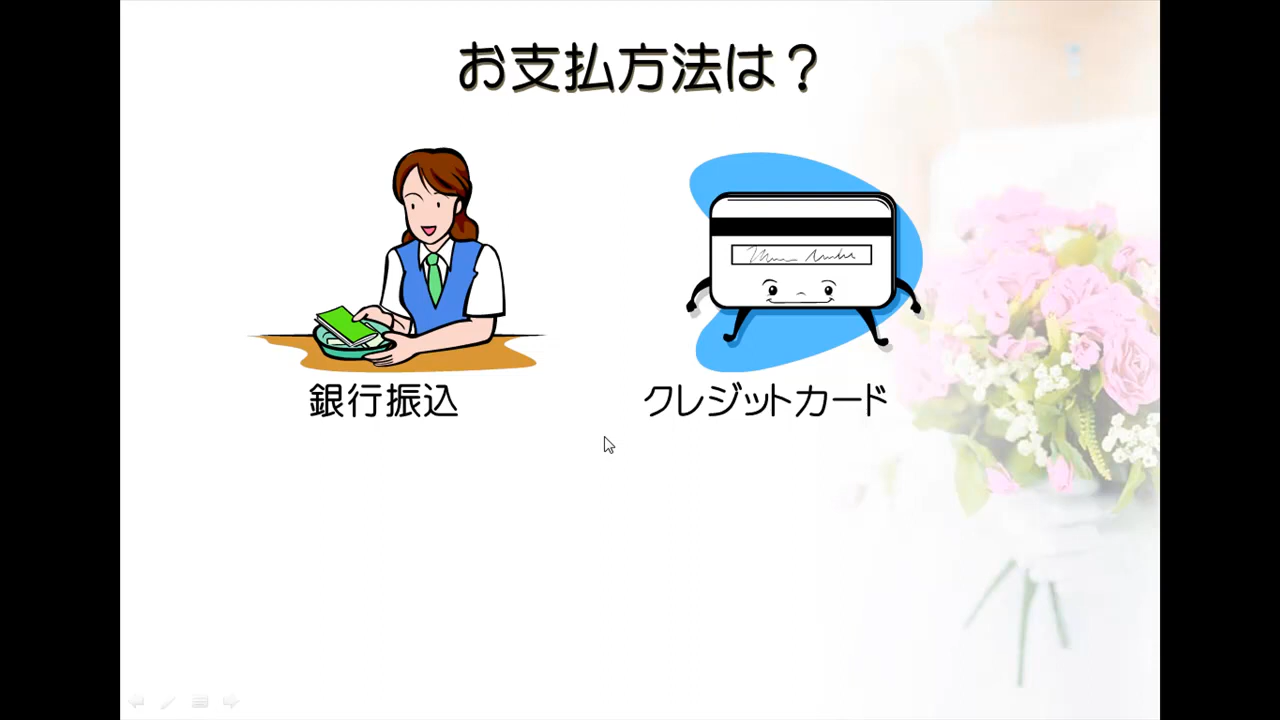 お支払方法は？
銀行振込
クレジットカード